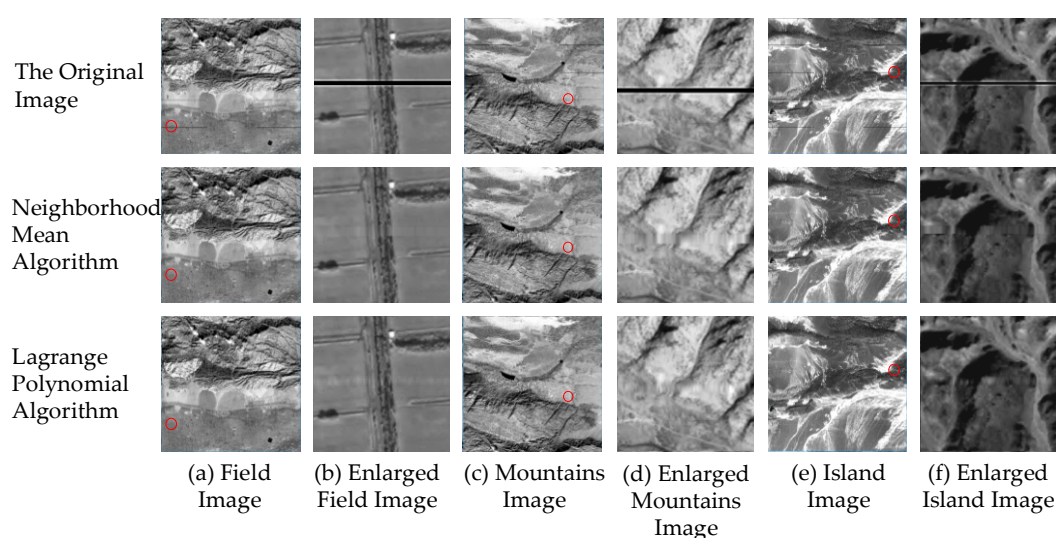 The Original
Image
Neighborhood
Mean
Algorithm
Lagrange
Polynomial
Algorithm
(a) Field
Image
(b) Enlarged
Field Image
(c) Mountains
Image
(d) Enlarged
Mountains
Image
(e) Island
Image
(f) Enlarged
Island Image